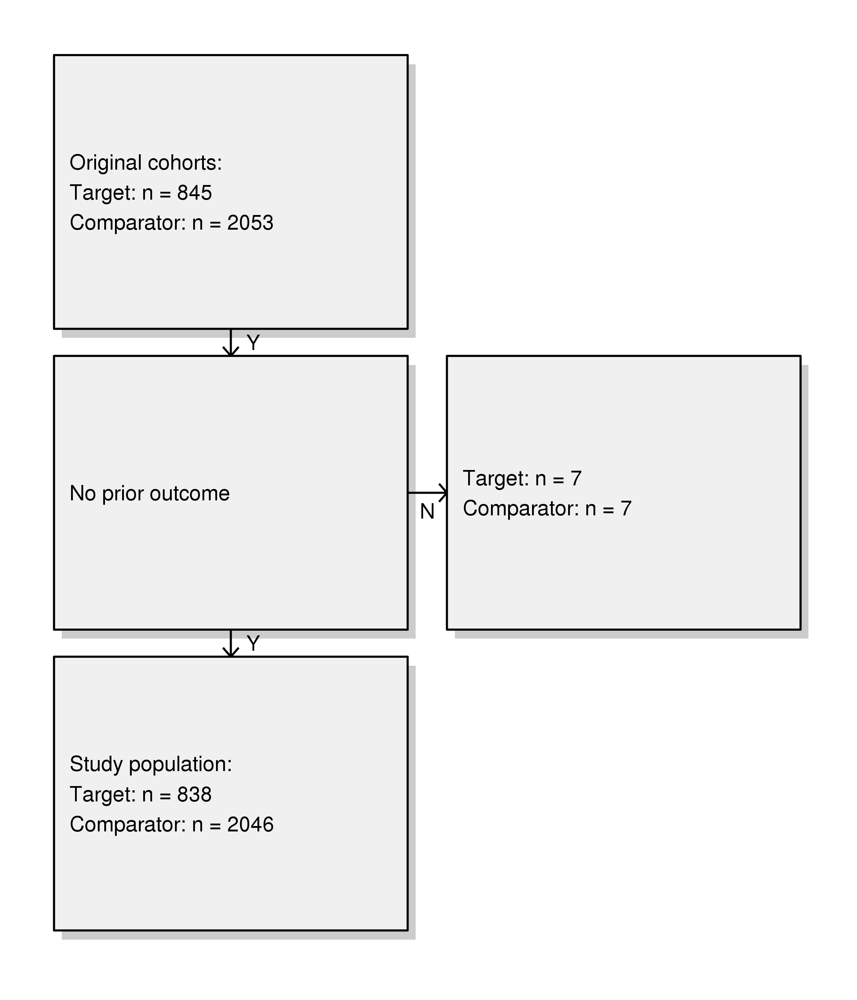 Original cohorts:
Target: n = 845
Comparator: n = 2053
Y
No prior outcome
N
Target: n = 7
Comparator: n = 7
Y
Study population:
Target: n = 838
Comparator: n = 2046